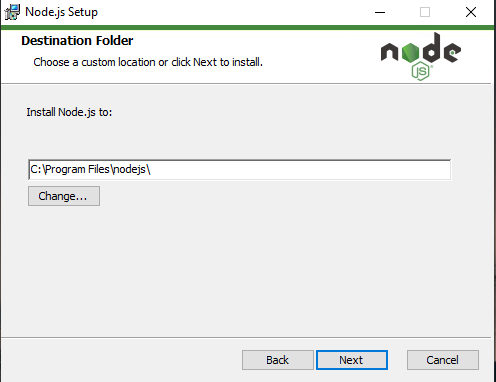 Node.js Setup
Destination Folder
Choose a custom location or click Next to install.
node
JS
Install Node.js to:
C:\Program Files\nodejs\
Change...
Back
Next
Cancel